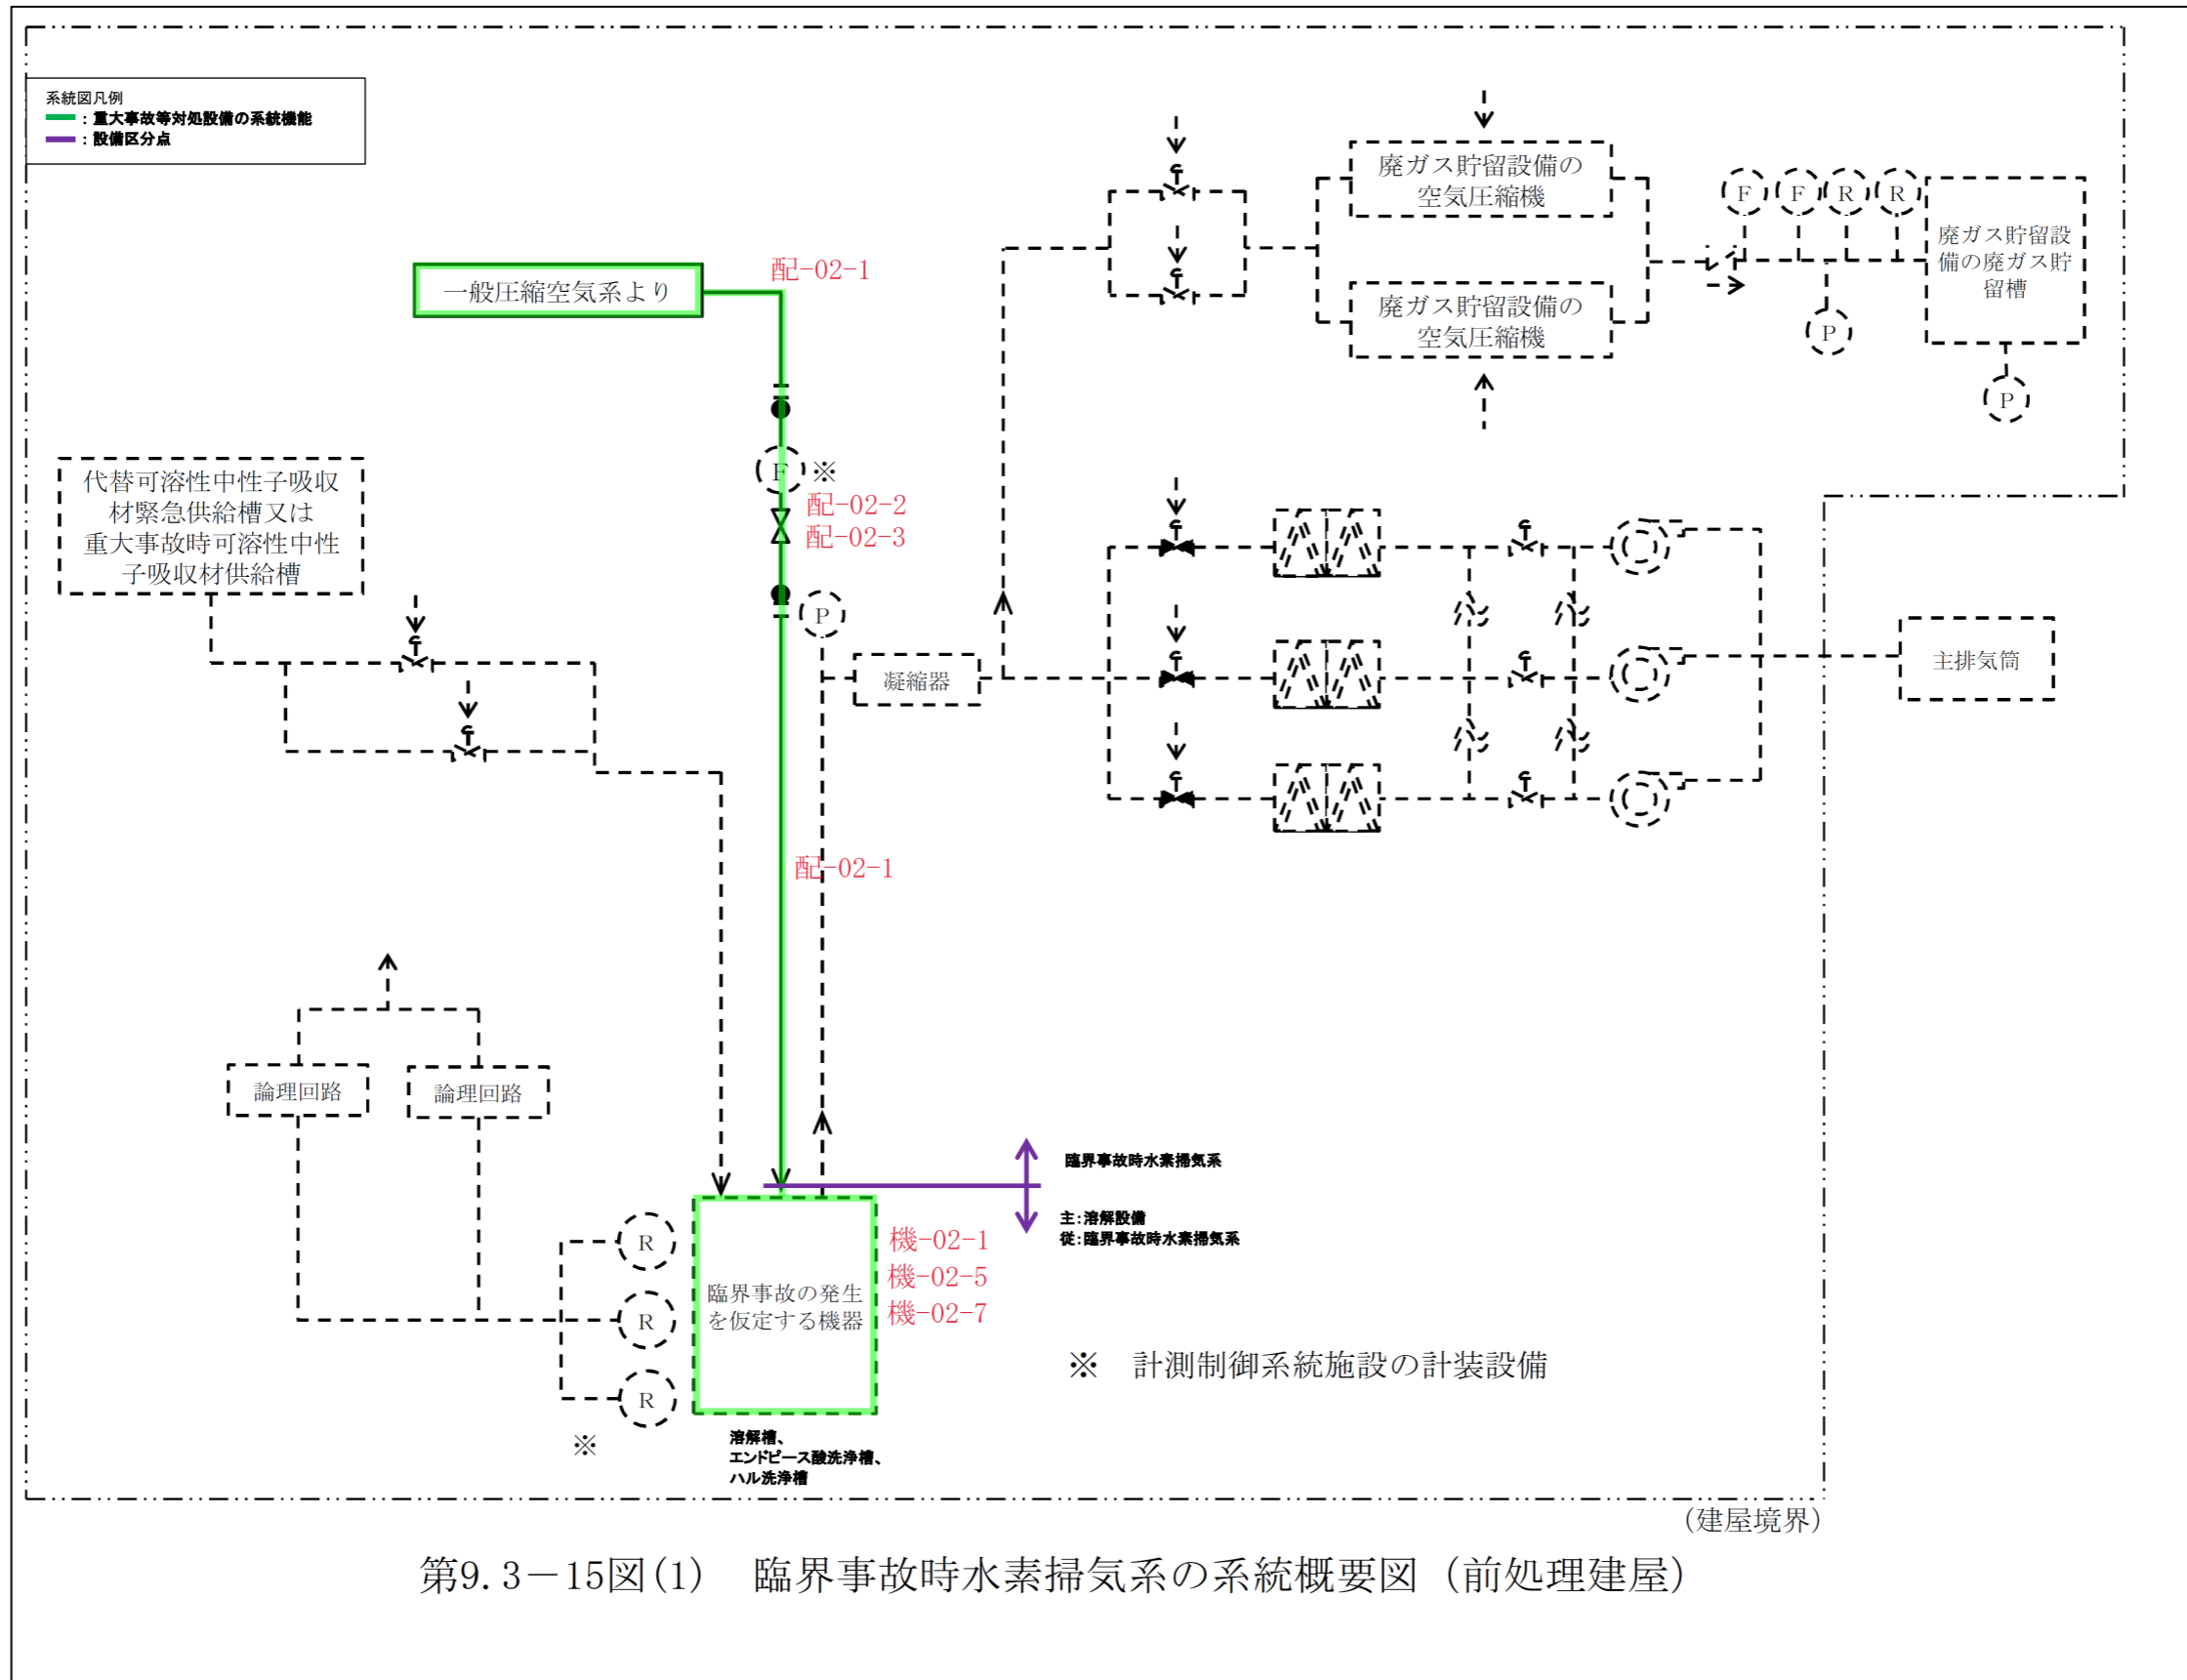 系統図凡例
：重大事故等対処設備の系統機能
：設備区分点
廃ガス貯留設備の
空気圧縮機
廃ガス貯留設備の
空気圧縮機
F
F
R
R
P
廃ガス貯留設
備の廃ガス貯
留槽
P
配-02-1
一般圧縮空気系より
F
※
配-02-2
配-02-3
代替可溶性中性子吸収
材緊急供給槽又は
重大事故時可溶性中性
子吸収材供給槽
P
凝縮器
主排気筒
配-02-1
論理回路
論理回路
臨界事故時水素掃気系
主：溶解設備
従：臨界事故時水素掃気系
R
R
R
※
臨界事故の発生
を仮定する機器
機-02-1
機-02-5
機-02-7
※　計測制御系統施設の計装設備
溶解槽、
エンドピース酸洗浄槽、
ハル洗浄槽
（建屋境界）
第9.3－15図(1)　臨界事故時水素掃気系の系統概要図（前処理建屋）